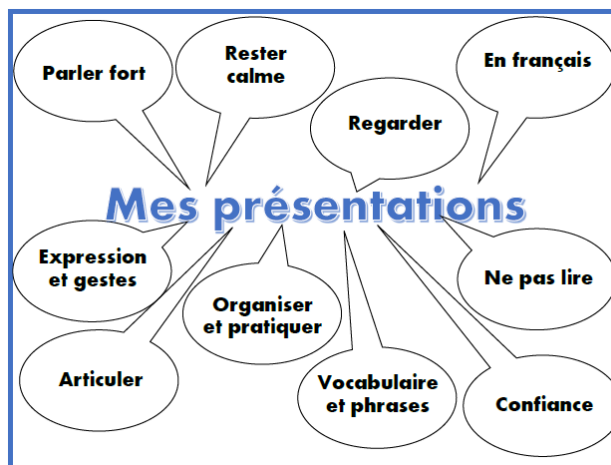 Parler fort
Rester
calme
En français
Regarder
Mes présentations
Expression
et gestes
Organiser
et pratiquer
Ne pas lire
Articuler
Vocabulaire
et phrases
Confiance